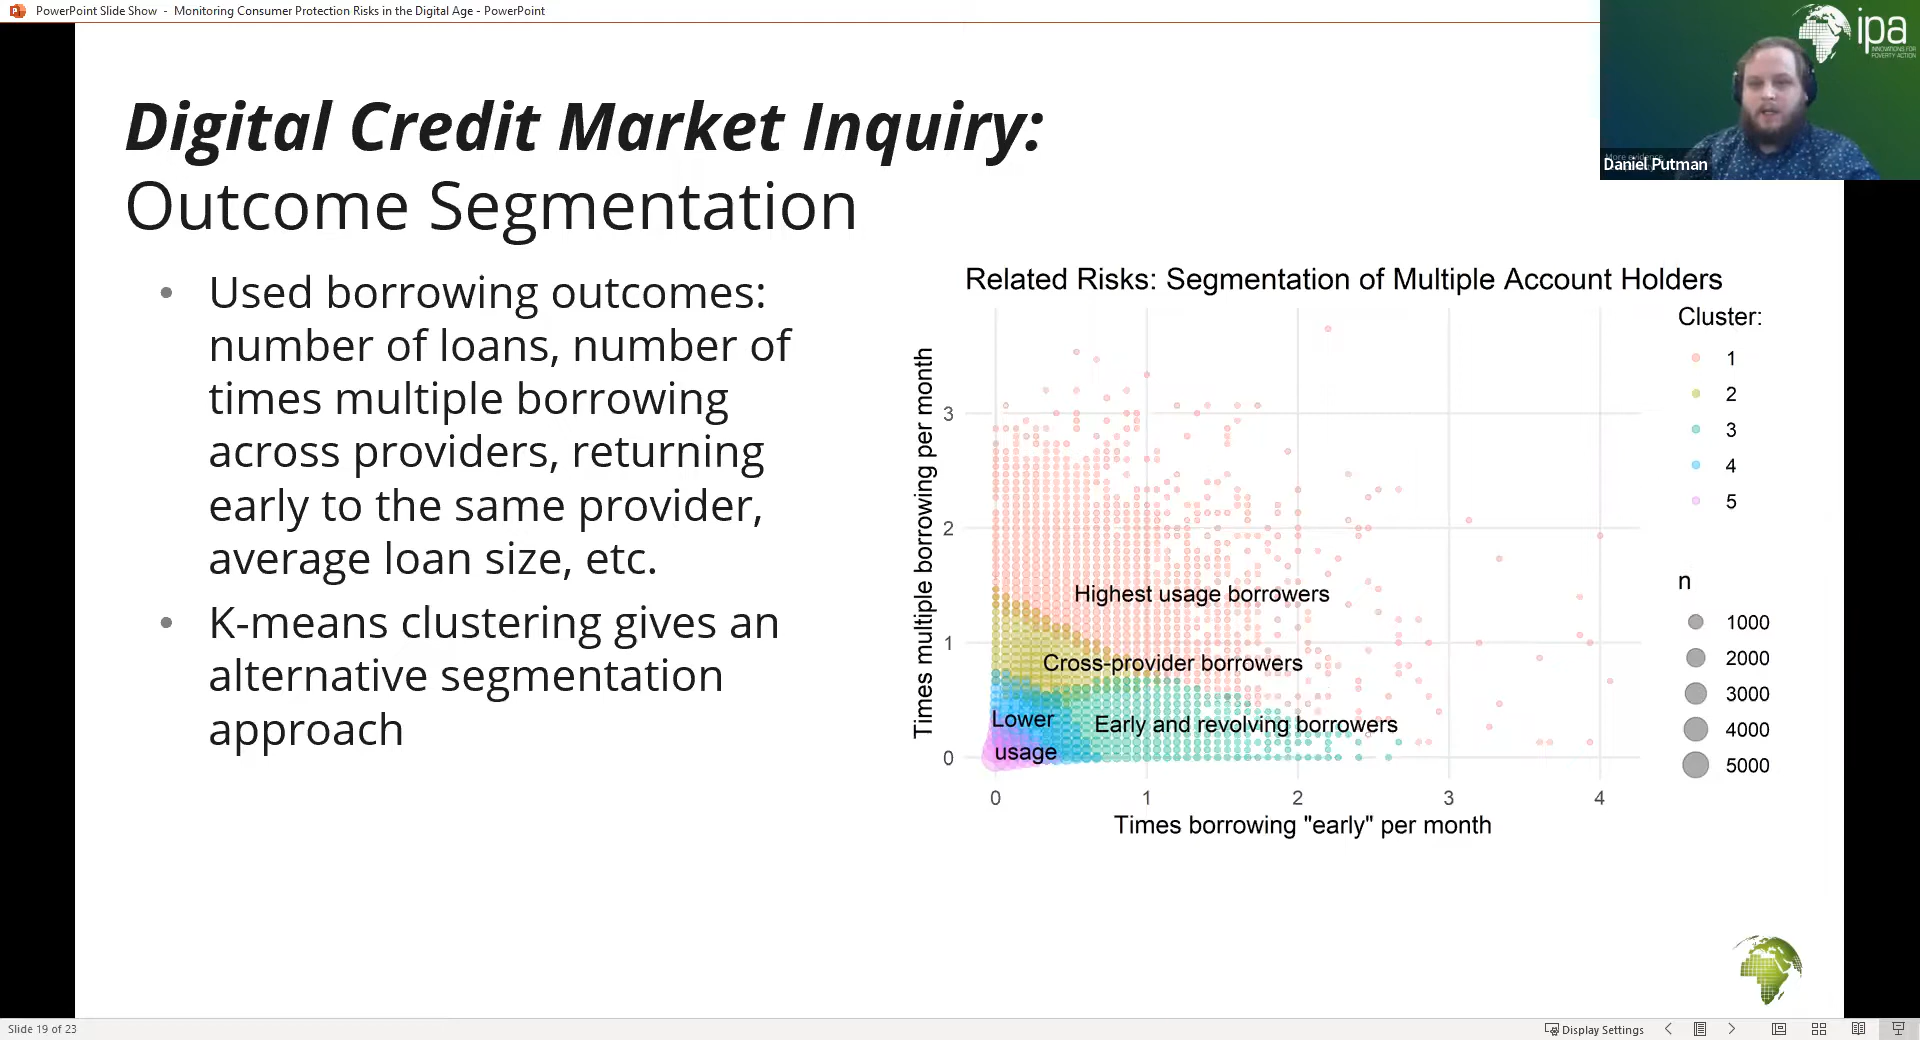 PowerPoint Slide Show - Monitoring Consumer Protection Risks in the Digital Age - PowerPoint
ipa
INNOVATIONS FOR
POVERTY ACTION
Daniel Putman
Digital Credit Market Inquiry:
Outcome Segmentation
• Used borrowing outcomes:
number of loans, number of
times multiple borrowing
across providers, returning
early to the same provider,
average loan size, etc.
• K-means clustering gives an
alternative segmentation
approach
Related Risks: Segmentation of Multiple Account Holders
Times multiple borrowing per month
3
2
1
0
Highest usage borrowers
Cross-provider borrowers
Early and revolving borrowers
Lower
usage
0 1 2 3 4
Times borrowing "early" per month
Cluster:
1
2
3
4
5
n
1000
2000
3000
4000
5000
Slide 19 of 23
Display Settings